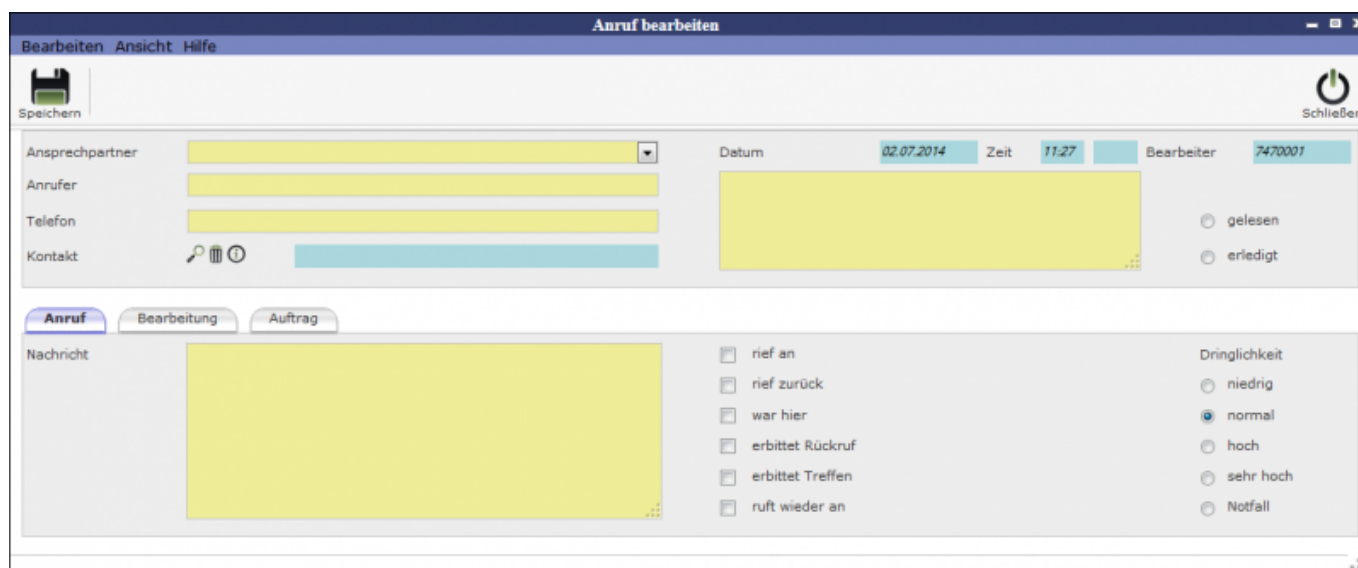 Anruf bearbeiten
Bearbeiten Ansicht Hilfe
Speichern
Schließen
Ansprechpartner
Datum 02.07.2014 Zeit 11:27 Bearbeiter 7470001
Anrufer
Telefon
gelesen
Kontakt
erledigt
Anruf Bearbeitung Auftrag
Nachricht
rief an
Dringlichkeit
rief zurück
niedrig
war hier
normal
erbittet Rückruf
hoch
erbittet Treffen
sehr hoch
ruft wieder an
Notfall